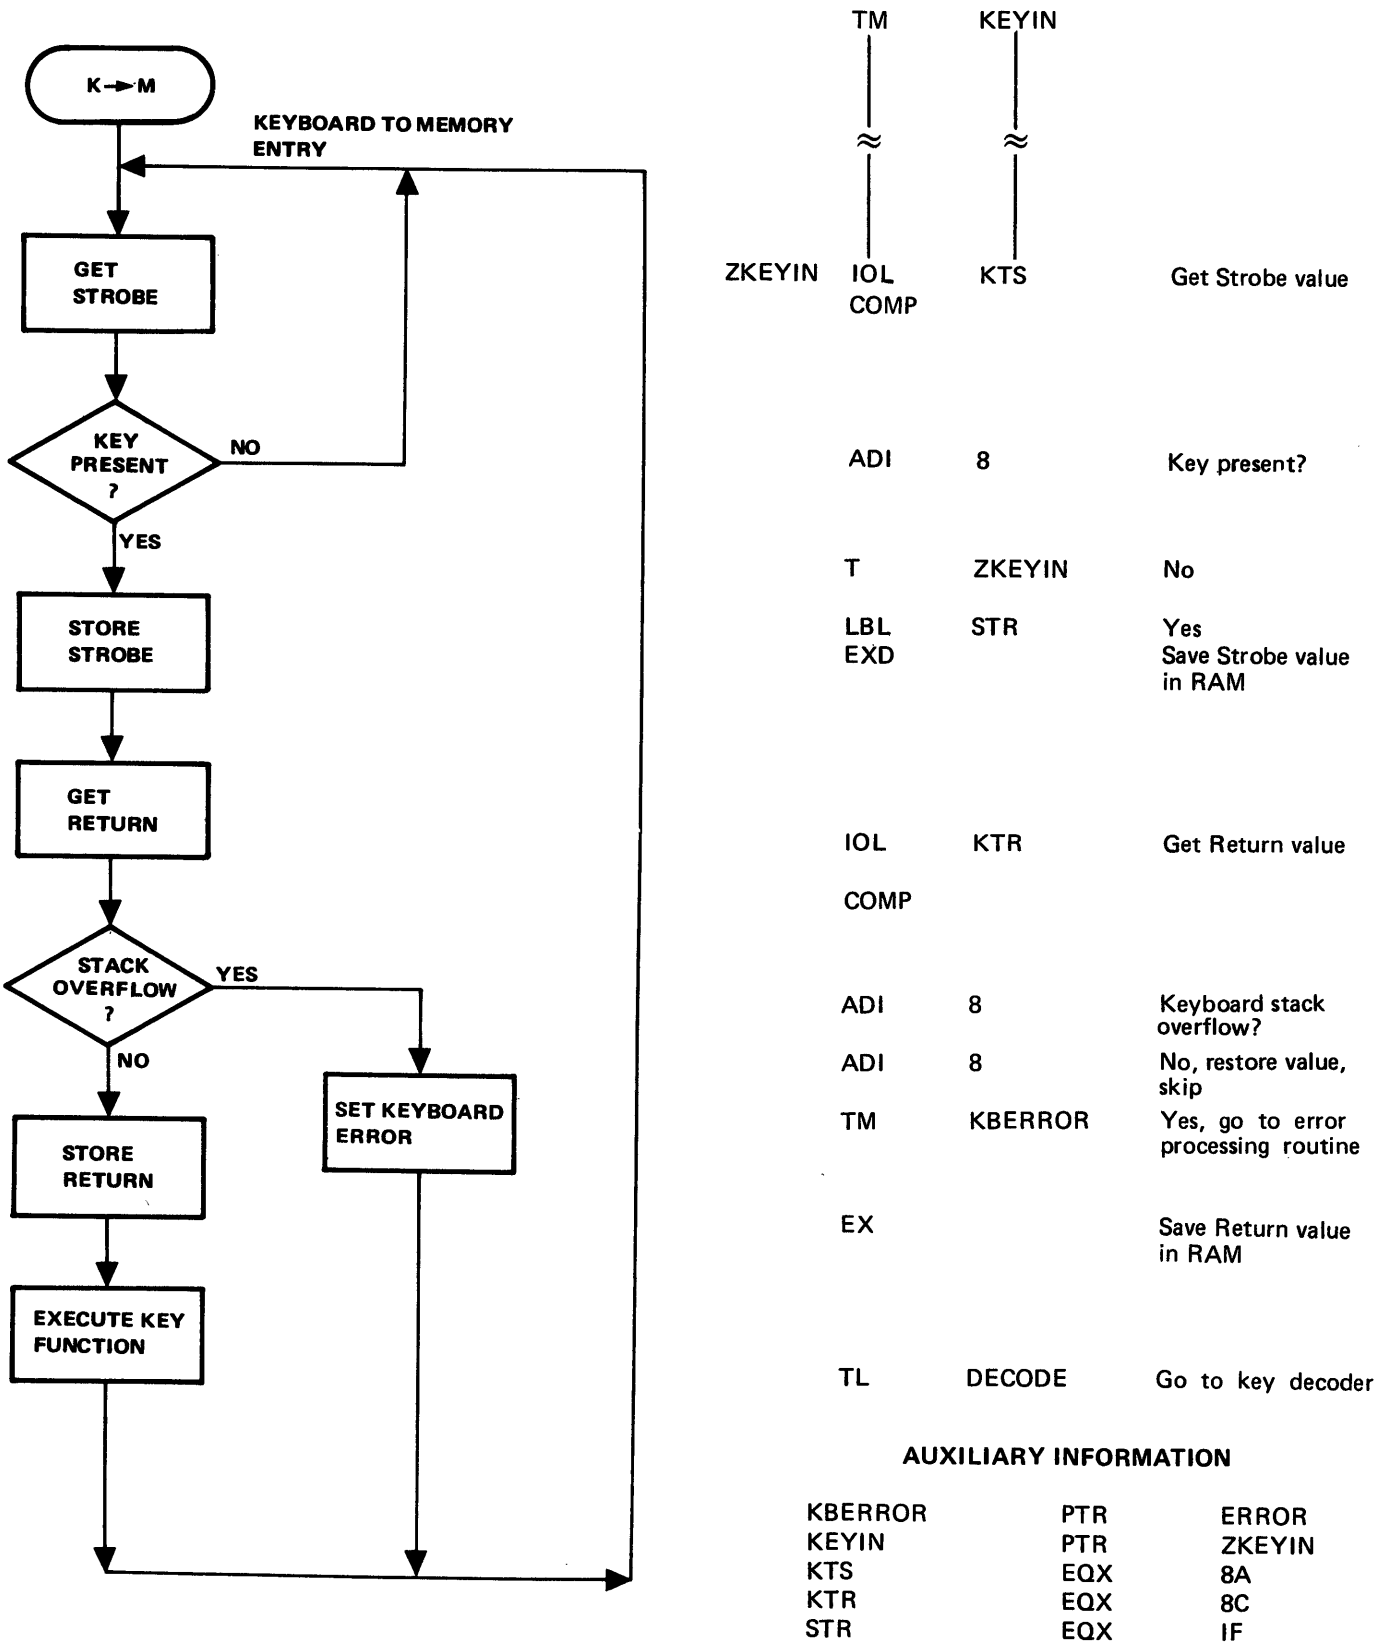 K→M
KEYBOARD TO MEMORY
ENTRY
GET
STROBE
KEY
PRESENT
?
NO
YES
STORE
STROBE
GET
RETURN
STACK
OVERFLOW
?
YES
NO
SET KEYBOARD
ERROR
STORE
RETURN
EXECUTE KEY
FUNCTION
TM KEYIN
≈ ≈
ZKEYIN IOL KTS Get Strobe value
COMP
ADI 8 Key present?
T ZKEYIN No
LBL STR Yes
EXD Save Strobe value
in RAM
IOL KTR Get Return value
COMP
ADI 8 Keyboard stack
overflow?
ADI 8 No, restore value,
skip
TM KBERROR Yes, go to error
processing routine
EX Save Return value
in RAM
TL DECODE Go to key decoder
AUXILIARY INFORMATION
KBERROR PTR ERROR
KEYIN PTR ZKEYIN
KTS EQX 8A
KTR EQX 8C
STR EQX IF